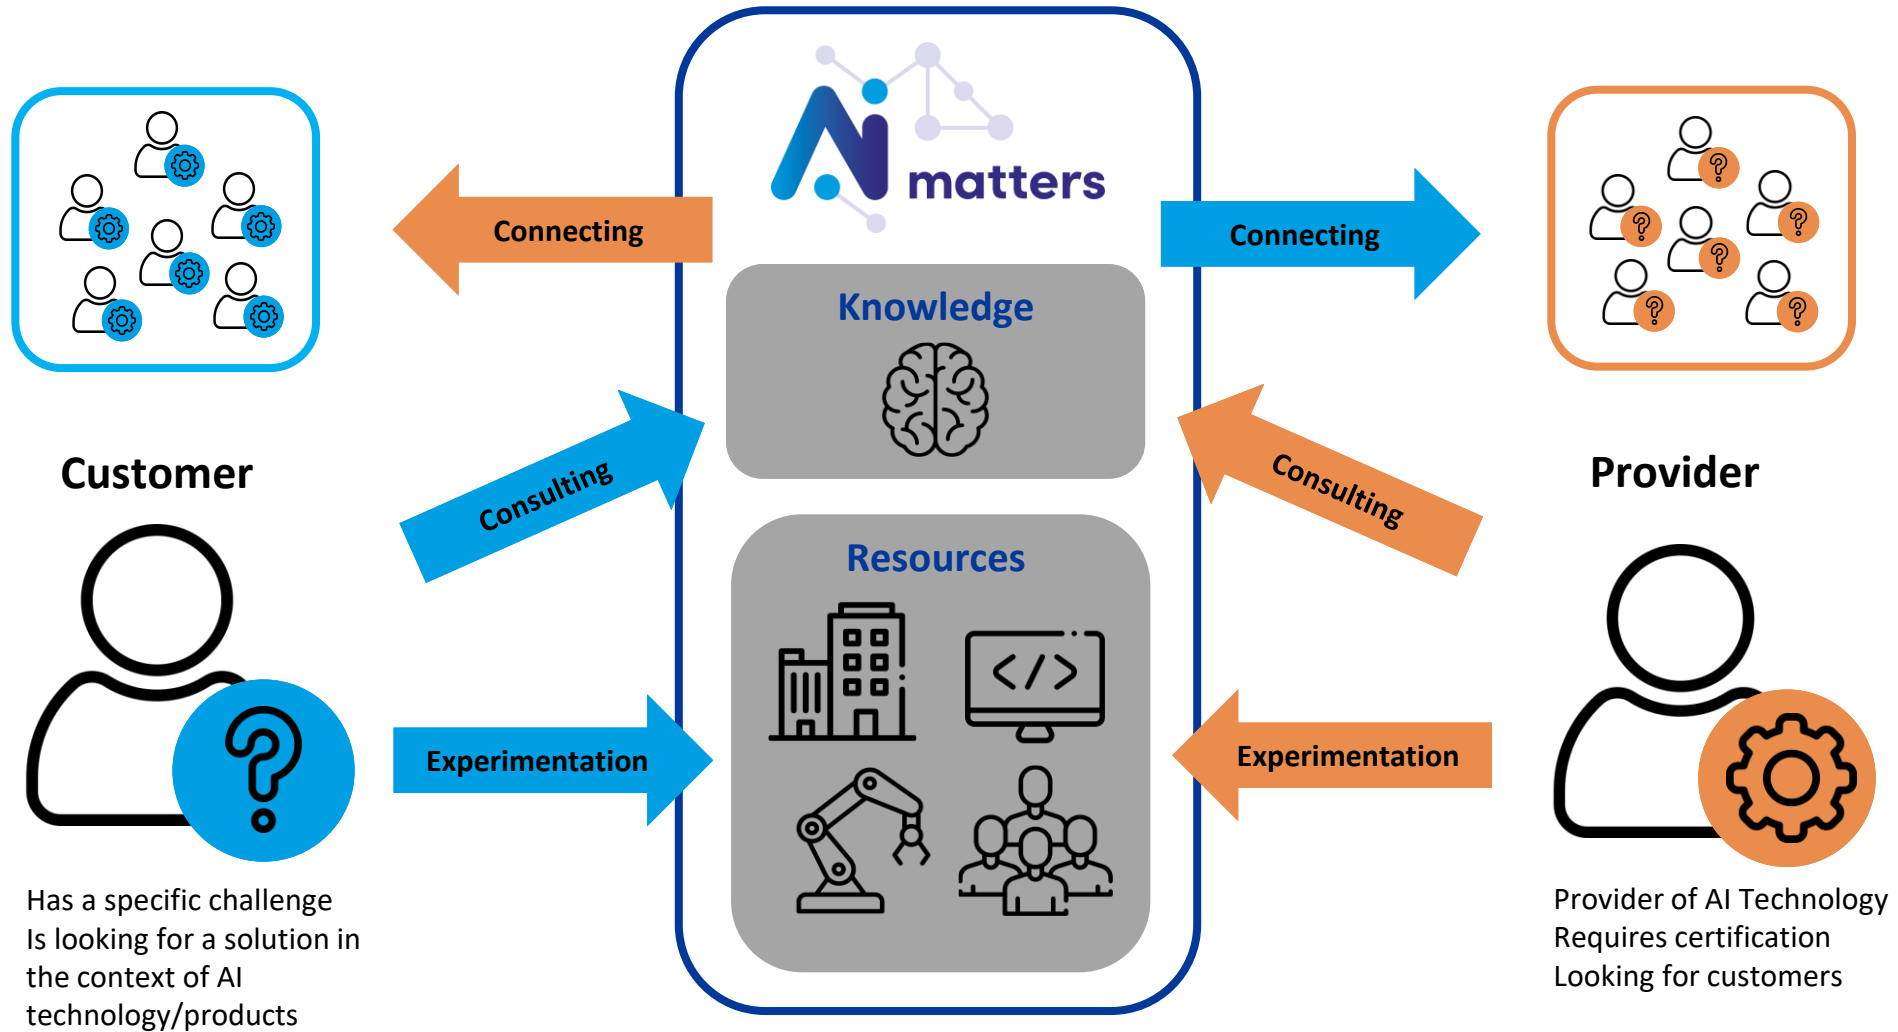 Ai
matters
Connecting
Connecting
Knowledge
Customer
Consulting
Consulting
Provider
Resources
</>
Experimentation
Experimentation
Has a specific challenge
Is looking for a solution in
the context of AI
technology/products
Provider of AI Technology
Requires certification
Looking for customers